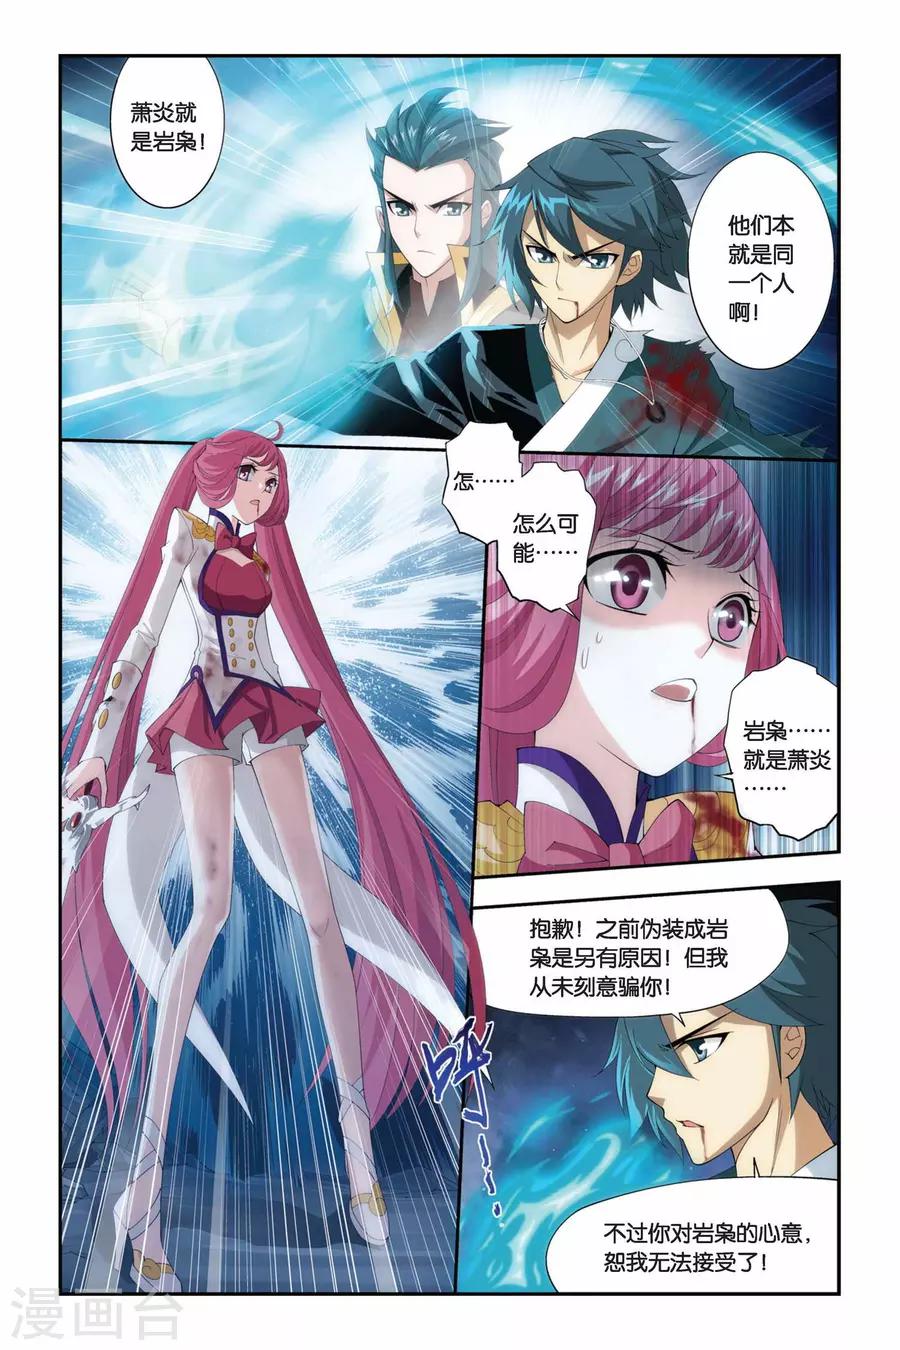 萧炎就
是岩枭！
他们本
就是同
一个人
啊！
怎……
怎么可
能……
岩枭……
就是萧炎
……
抱歉！之前伪装成岩
枭是另有原因！但我
从未刻意骗你！
呼——
不过你对岩枭的心意，
恕我无法接受了！
漫画台